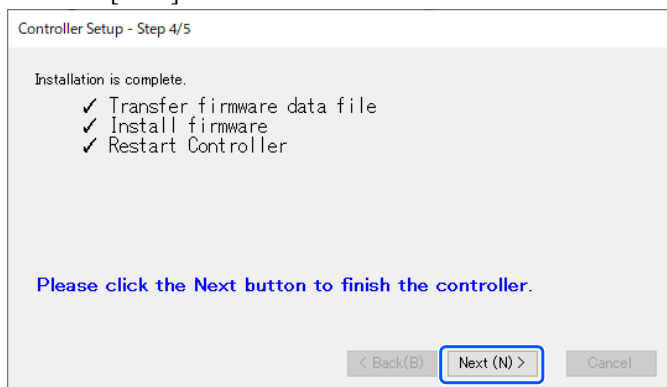 Controller Setup - Step 4/5
Installation is complete.
✓ Transfer firmware data file
✓ Install firmware
✓ Restart Controller
Please click the Next button to finish the controller.
< Back(B) Next (N) > Cancel